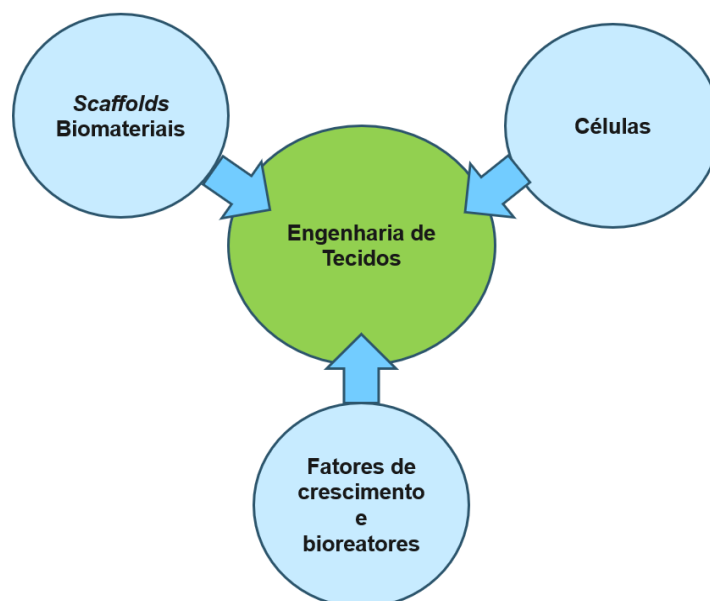 Scaffolds
Biomateriais
Células
Engenharia de
Tecidos
Fatores de
crescimento
e
bioreatores